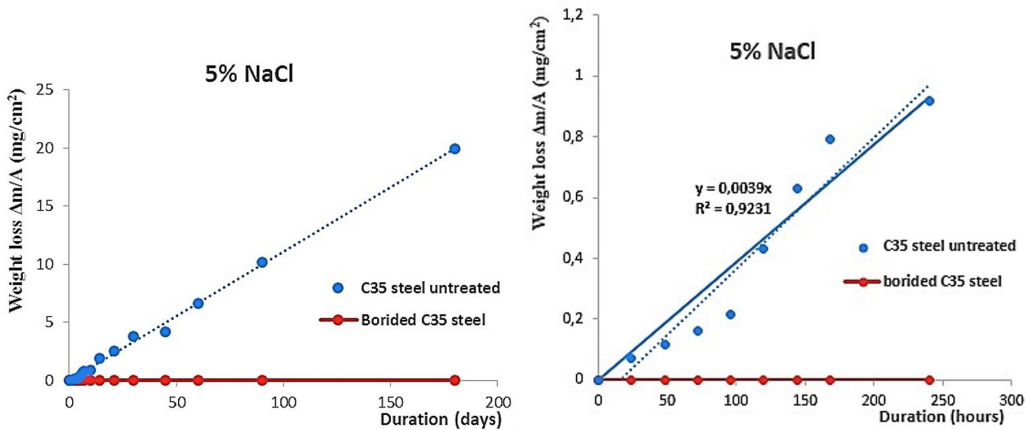 5% NaCl
Weight loss Δm/A (mg/cm²)
25
20
15
10
5
0
0
50
100
150
200
Duration (days)
C35 steel untreated
Borided C35 steel
5% NaCl
Weight loss Δm/A (mg/cm²)
1,2
1
0,8
0,6
0,4
0,2
0
0
50
100
150
200
250
300
Duration (hours)
y = 0,0039x
R² = 0,9231
C35 steel untreated
borided C35 steel